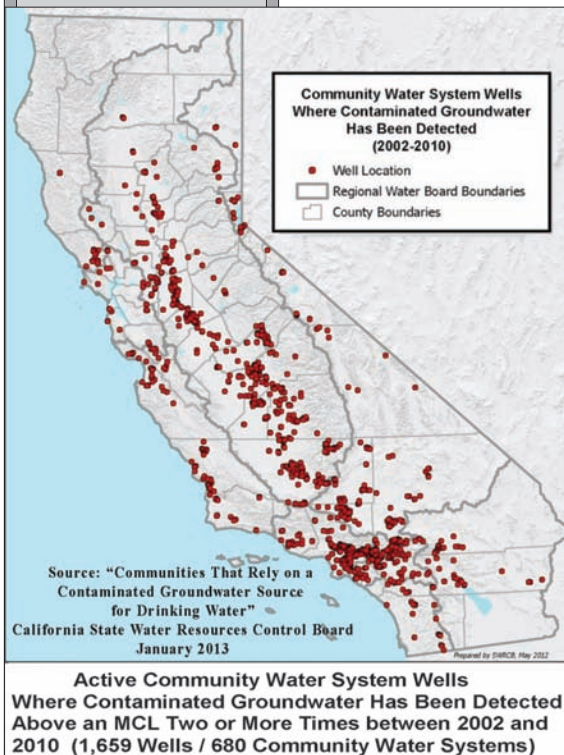 Community Water System Wells
Where Contaminated Groundwater
Has Been Detected
(2002-2010)
Well Location
Regional Water Board Boundaries
County Boundaries
Source: “Communities That Rely on a
Contaminated Groundwater Source
for Drinking Water”
California State Water Resources Control Board
January 2013
Prepared by SWRCB, May 2012
Active Community Water System Wells
Where Contaminated Groundwater Has Been Detected
Above an MCL Two or More Times between 2002 and
2010 (1,659 Wells / 680 Community Water Systems)